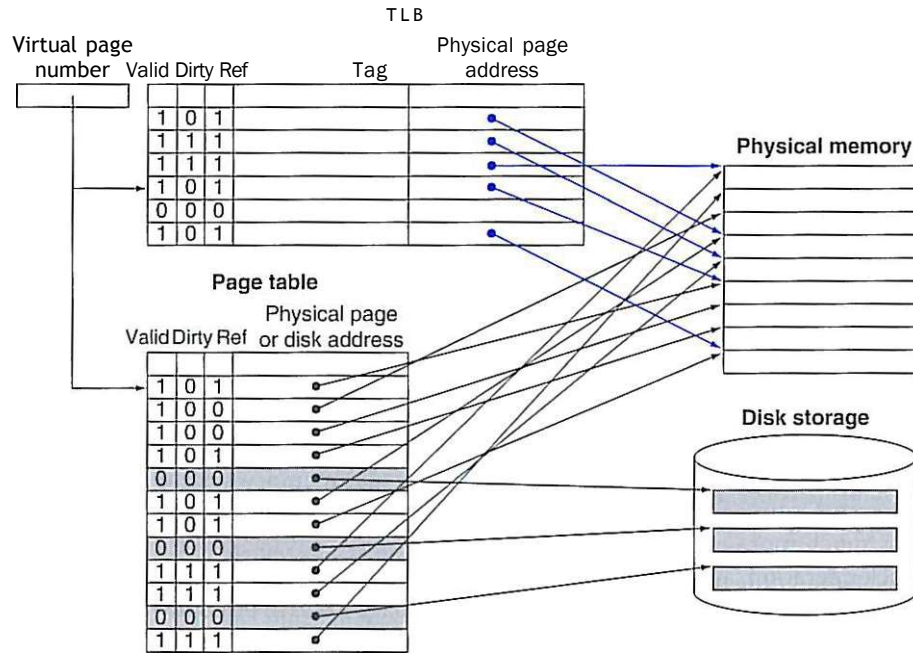 TLB
Virtual page
number
Valid Dirty Ref
Tag
Physical page
address
1 0 1
1 1 1
1 1 1
1 0 1
0 0 0
1 0 1
Physical memory
Page table
Valid Dirty Ref
Physical page
or disk address
1 0 1
1 0 0
1 0 0
1 0 1
0 0 0
1 0 1
1 0 1
0 0 0
1 1 1
1 1 1
0 0 0
1 1 1
Disk storage